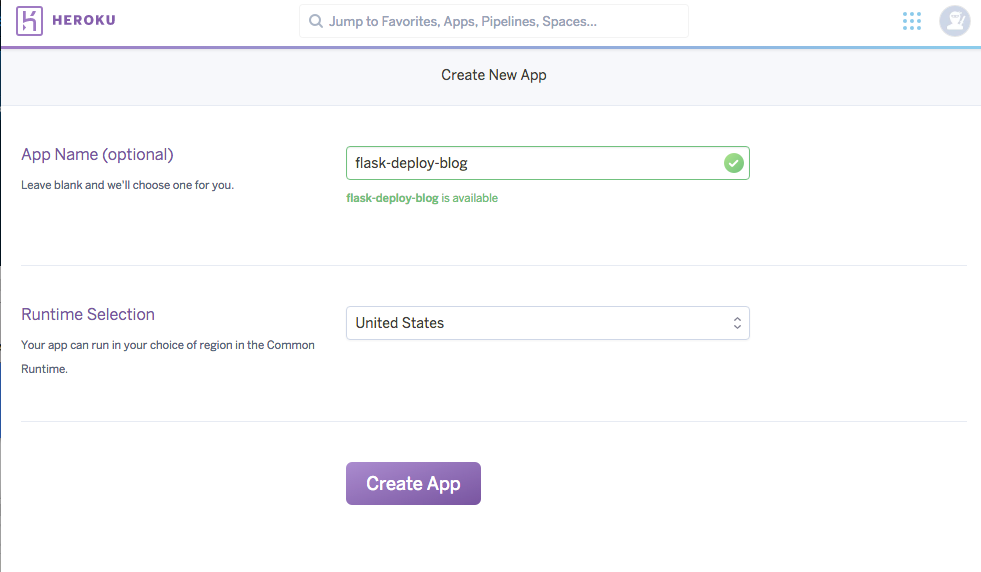 HEROKU
Jump to Favorites, Apps, Pipelines, Spaces...
Create New App
App Name (optional)
Leave blank and we'll choose one for you.
flask-deploy-blog
flask-deploy-blog is available
Runtime Selection
Your app can run in your choice of region in the Common
Runtime.
United States
Create App